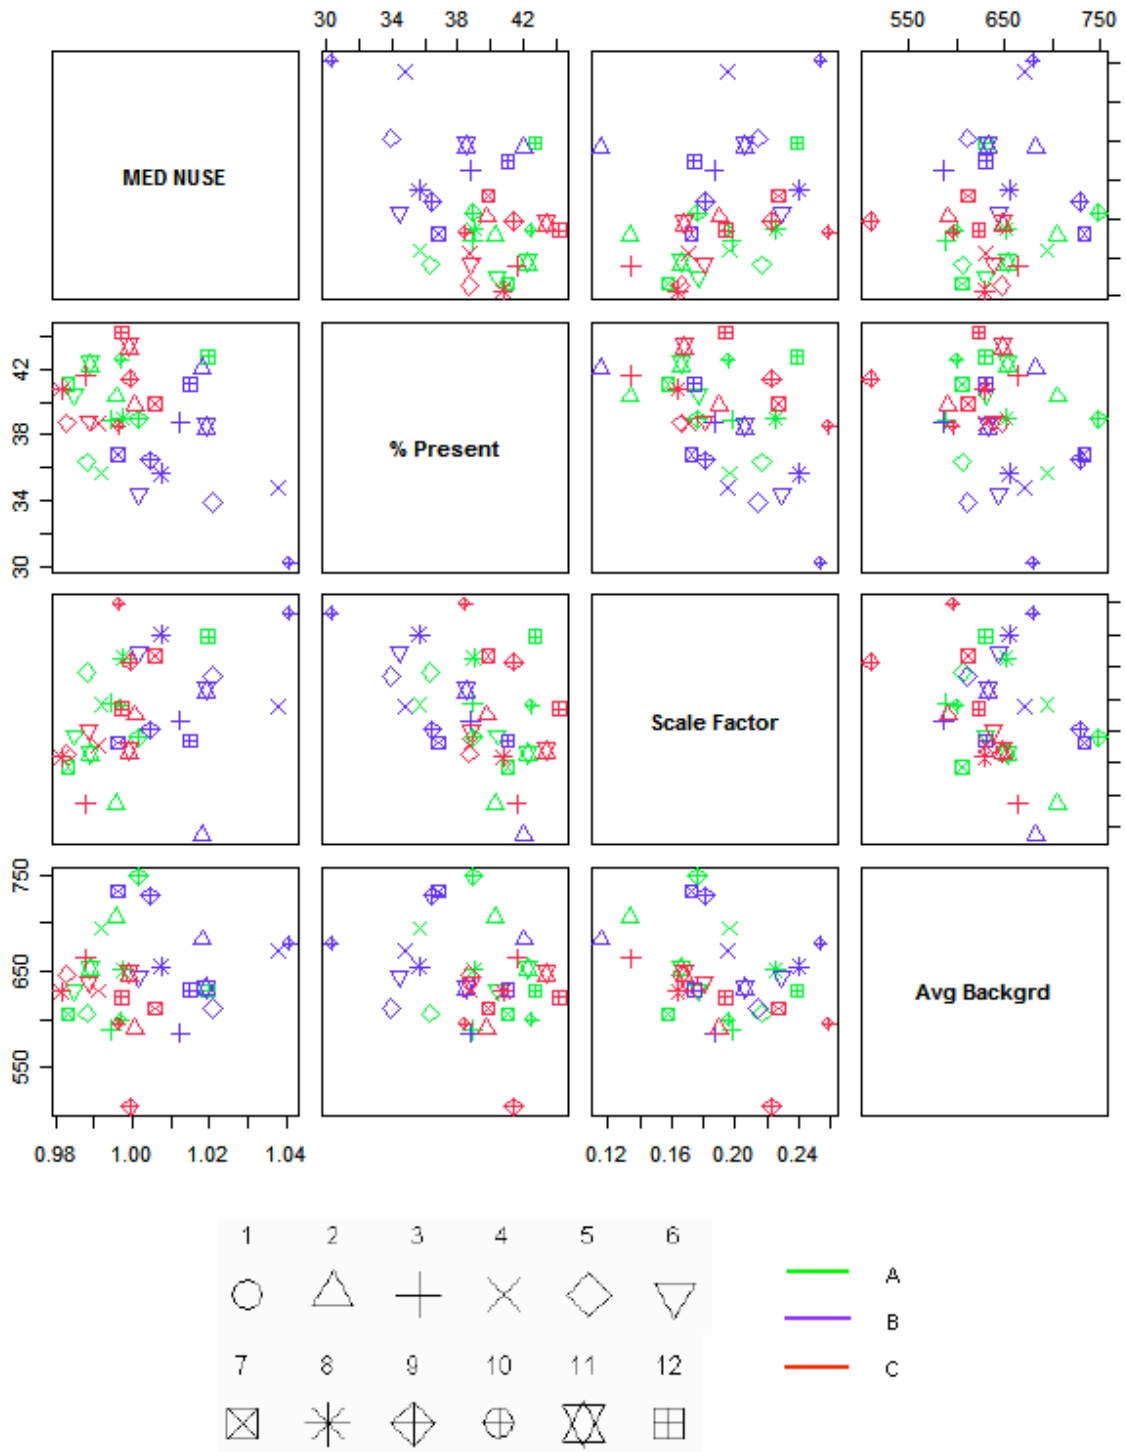 30 34 38 42 550 650 750
MED NUSE
42
38
34
30
% Present
Scale Factor
750
650
550
Avg Backgrd
0.98 1.00 1.02 1.04 0.12 0.16 0.20 0.24
1 2 3 4 5 6
A
B
7 8 9 10 11 12
C